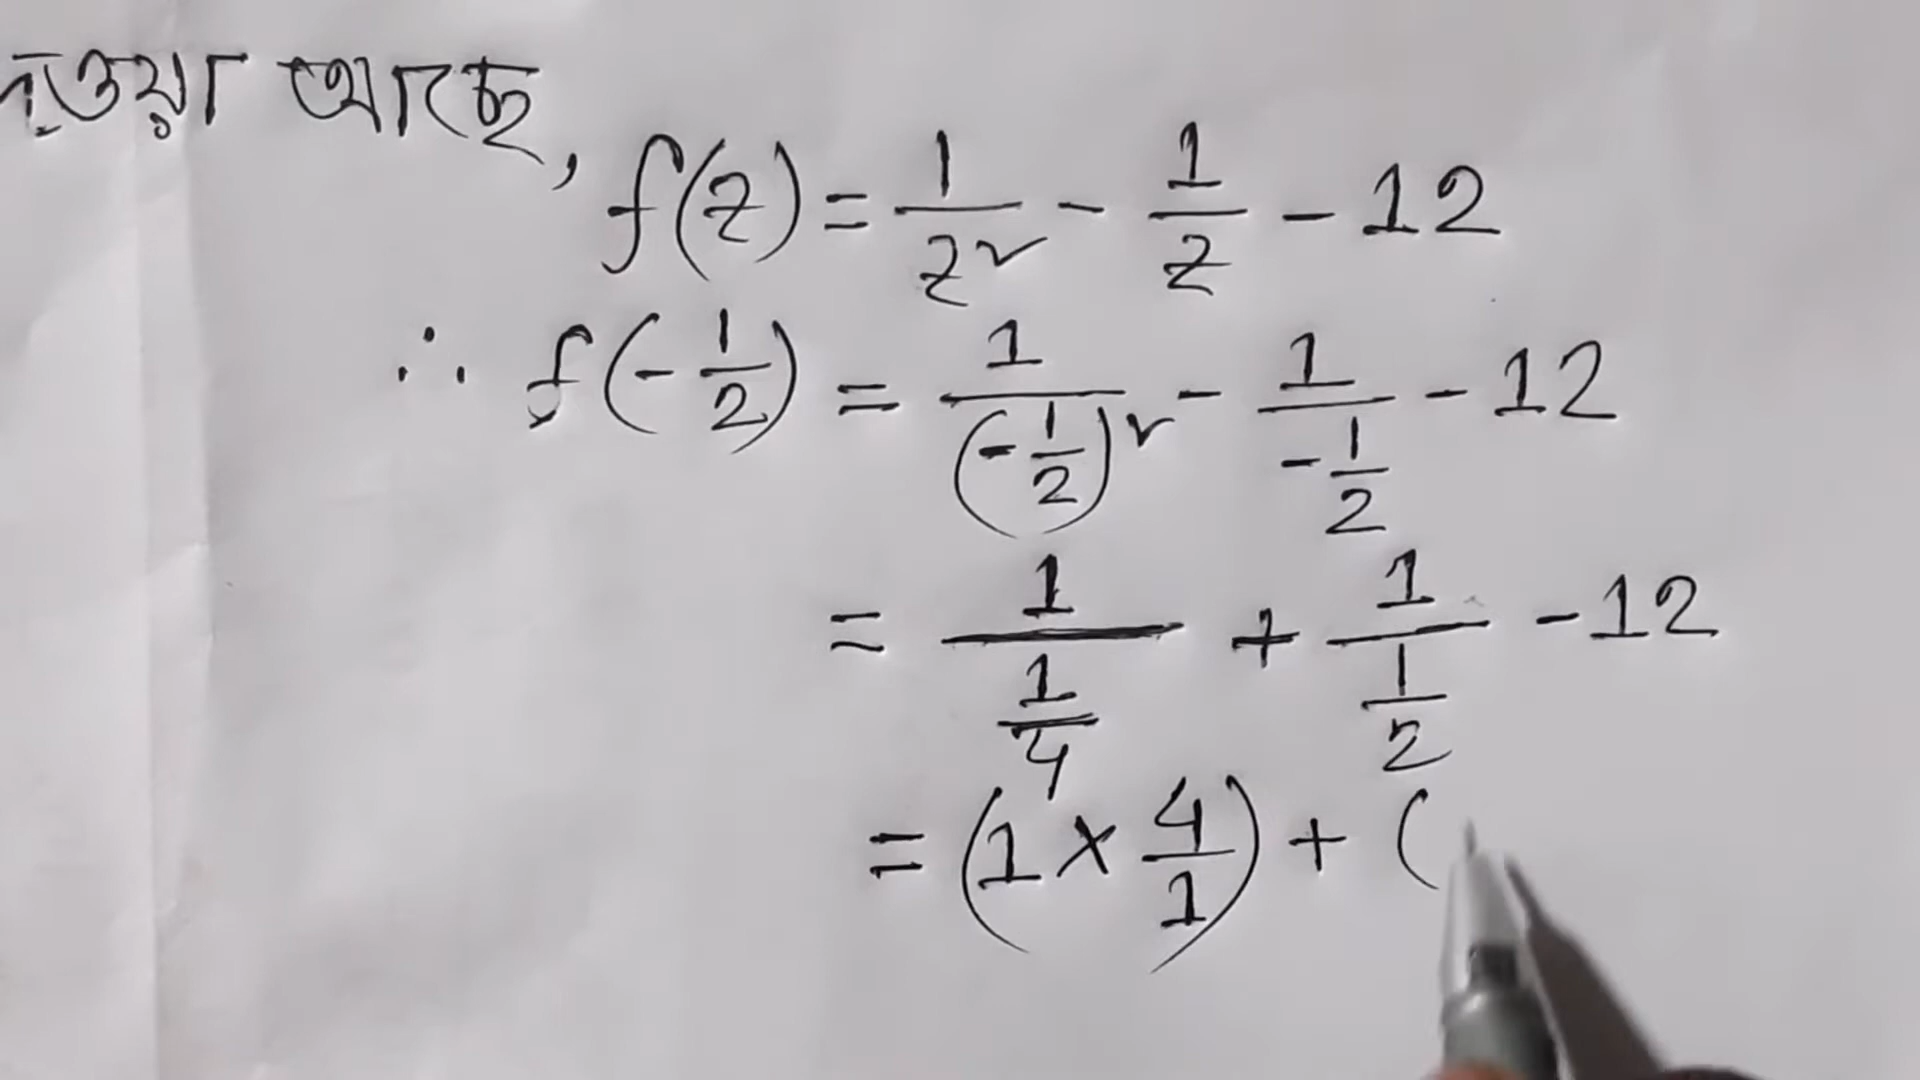 দেওয়া আছে,
f(z) = 1/z² - 1/z - 12
∴ f(-1/2) = 1/(-1/2)² - 1/(-1/2) - 12
= 1/(1/4) + 1/(1/2) - 12
= (1 × 4/1) + (